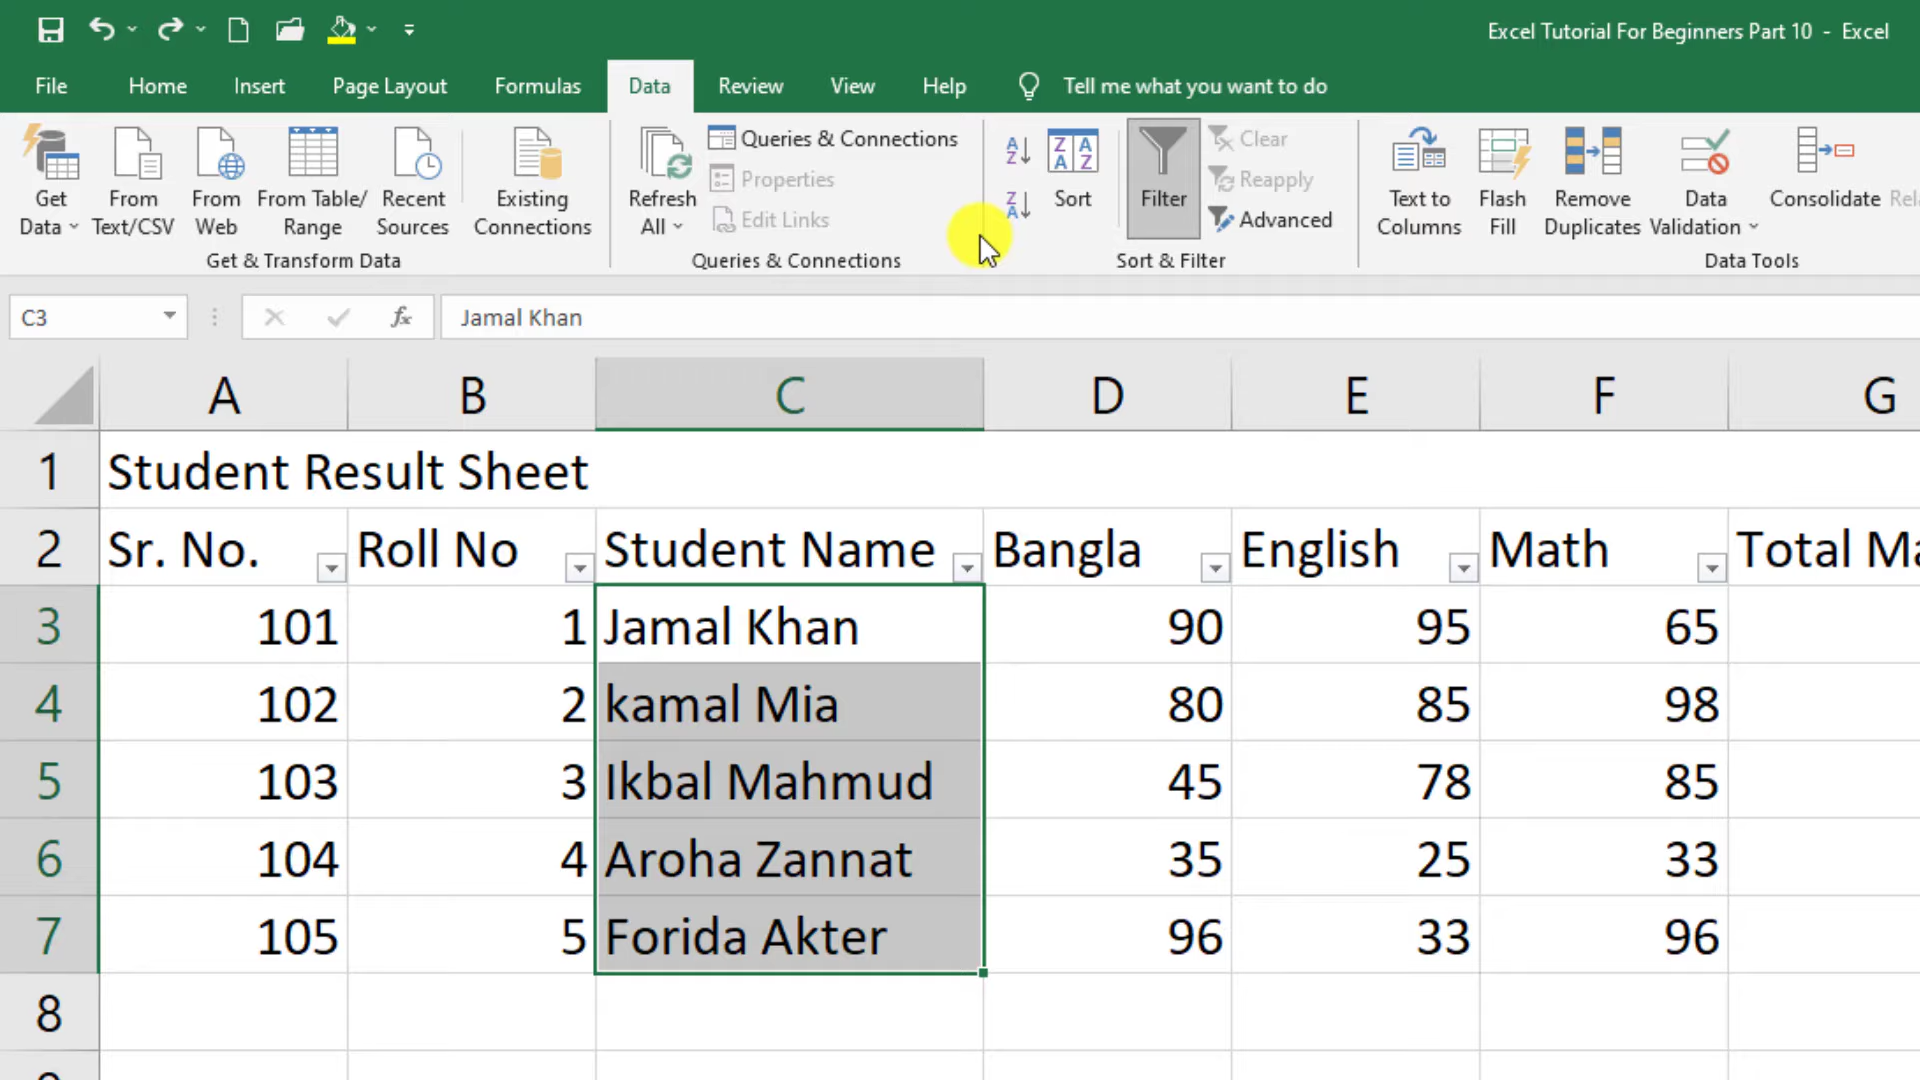 Excel Tutorial For Beginners Part 10 - Excel
File Home Insert Page Layout Formulas Data Review View Help Tell me what you want to do
Get Data
From Text/CSV
From Web
From Table/ Range
Recent Sources
Existing Connections
Get & Transform Data
Refresh All
Queries & Connections
Properties
Edit Links
Queries & Connections
Sort
Filter
Clear
Reapply
Advanced
Sort & Filter
Text to Columns
Flash Fill
Remove Duplicates
Data Validation
Consolidate
Data Tools
C3 fx Jamal Khan
A B C D E F G
1 Student Result Sheet
2 Sr. No. Roll No Student Name Bangla English Math Total
3 101 1 Jamal Khan 90 95 65
4 102 2 kamal Mia 80 85 98
5 103 3 Ikbal Mahmud 45 78 85
6 104 4 Aroha Zannat 35 25 33
7 105 5 Forida Akter 96 33 96
8